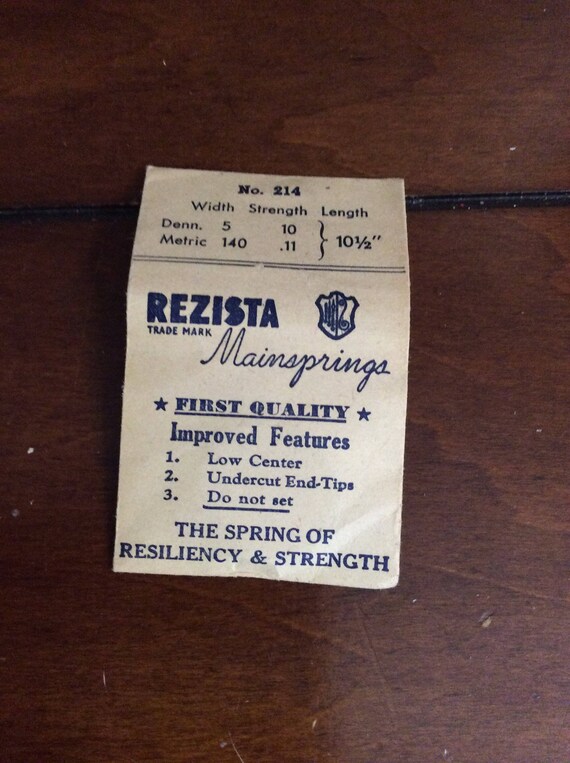 No. 214
Width Strength Length
Denn. 5 10
Metric 140 .11 } 10½"
REZISTA
TRADE MARK
Mainsprings
★ FIRST QUALITY ★
Improved Features
1. Low Center
2. Undercut End-Tips
3. Do not set
THE SPRING OF
RESILIENCY & STRENGTH